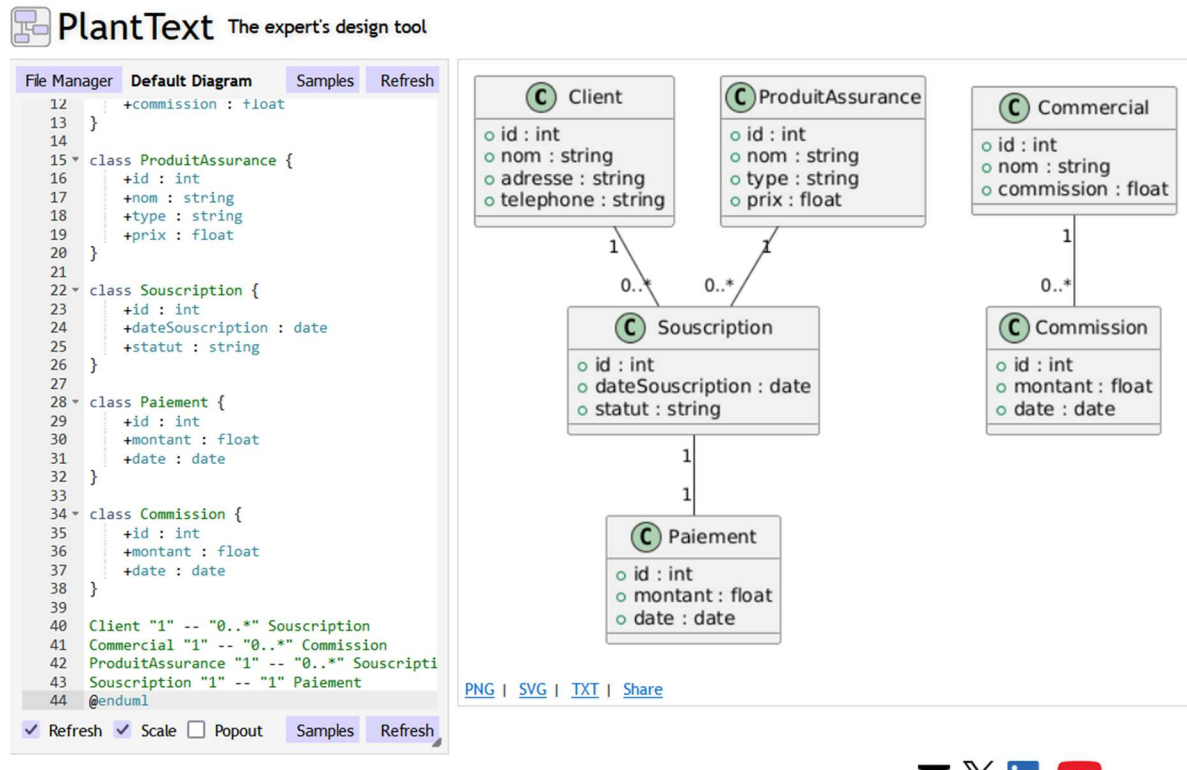 PlantText The expert's design tool
File Manager Default Diagram Samples Refresh
12 +commission : float
13 }
14
15 class ProduitAssurance {
16 +id : int
17 +nom : string
18 +type : string
19 +prix : float
20 }
21
22 class Souscription {
23 +id : int
24 +dateSouscription : date
25 +statut : string
26 }
27
28 class Paiement {
29 +id : int
30 +montant : float
31 +date : date
32 }
33
34 class Commission {
35 +id : int
36 +montant : float
37 +date : date
38 }
39
40 Client "1" -- "0..*" Souscription
41 Commercial "1" -- "0..*" Commission
42 ProduitAssurance "1" -- "0..*" Souscripti
43 Souscription "1" -- "1" Paiement
44 @enduml
Refresh Scale Popout Samples Refresh
C Client
id : int
nom : string
adresse : string
telephone : string
C ProduitAssurance
id : int
nom : string
type : string
prix : float
C Commercial
id : int
nom : string
commission : float
1 1 1
0..* 0..* 0..*
C Souscription
id : int
dateSouscription : date
statut : string
C Commission
id : int
montant : float
date : date
1
1
C Paiement
id : int
montant : float
date : date
PNG | SVG | TXT | Share